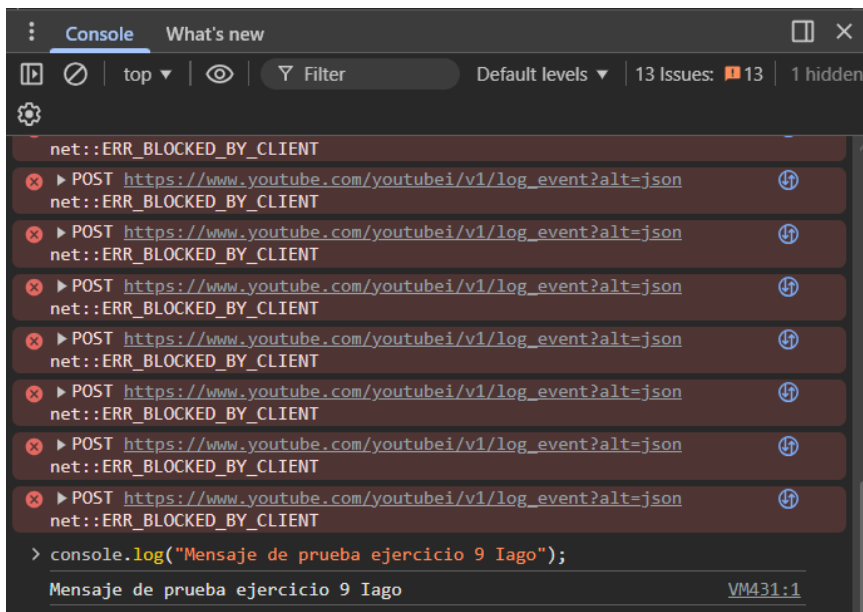 Console What's new
top ▼ Filter Default levels ▼ 13 Issues: 13 1 hidden
net::ERR_BLOCKED_BY_CLIENT
POST https://www.youtube.com/youtubei/v1/log_event?alt=json
net::ERR_BLOCKED_BY_CLIENT
POST https://www.youtube.com/youtubei/v1/log_event?alt=json
net::ERR_BLOCKED_BY_CLIENT
POST https://www.youtube.com/youtubei/v1/log_event?alt=json
net::ERR_BLOCKED_BY_CLIENT
POST https://www.youtube.com/youtubei/v1/log_event?alt=json
net::ERR_BLOCKED_BY_CLIENT
POST https://www.youtube.com/youtubei/v1/log_event?alt=json
net::ERR_BLOCKED_BY_CLIENT
POST https://www.youtube.com/youtubei/v1/log_event?alt=json
net::ERR_BLOCKED_BY_CLIENT
POST https://www.youtube.com/youtubei/v1/log_event?alt=json
net::ERR_BLOCKED_BY_CLIENT
> console.log("Mensaje de prueba ejercicio 9 Iago");
Mensaje de prueba ejercicio 9 Iago VM431:1